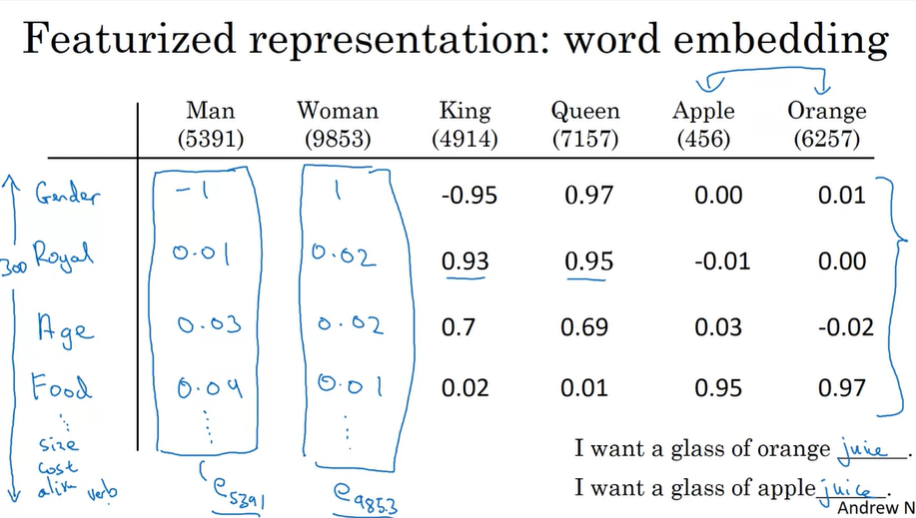 Featurized representation: word embedding
Man Woman King Queen Apple Orange
(5391) (9853) (4914) (7157) (456) (6257)
Gender -1 1 -0.95 0.97 0.00 0.01
300 Royal 0.01 0.02 0.93 0.95 -0.01 0.00
Age 0.03 0.02 0.7 0.69 0.03 -0.02
Food 0.04 0.01 0.02 0.01 0.95 0.97
size
cost
alive verb
I want a glass of orange juice.
I want a glass of apple juice.
e5391 e9853
Andrew N